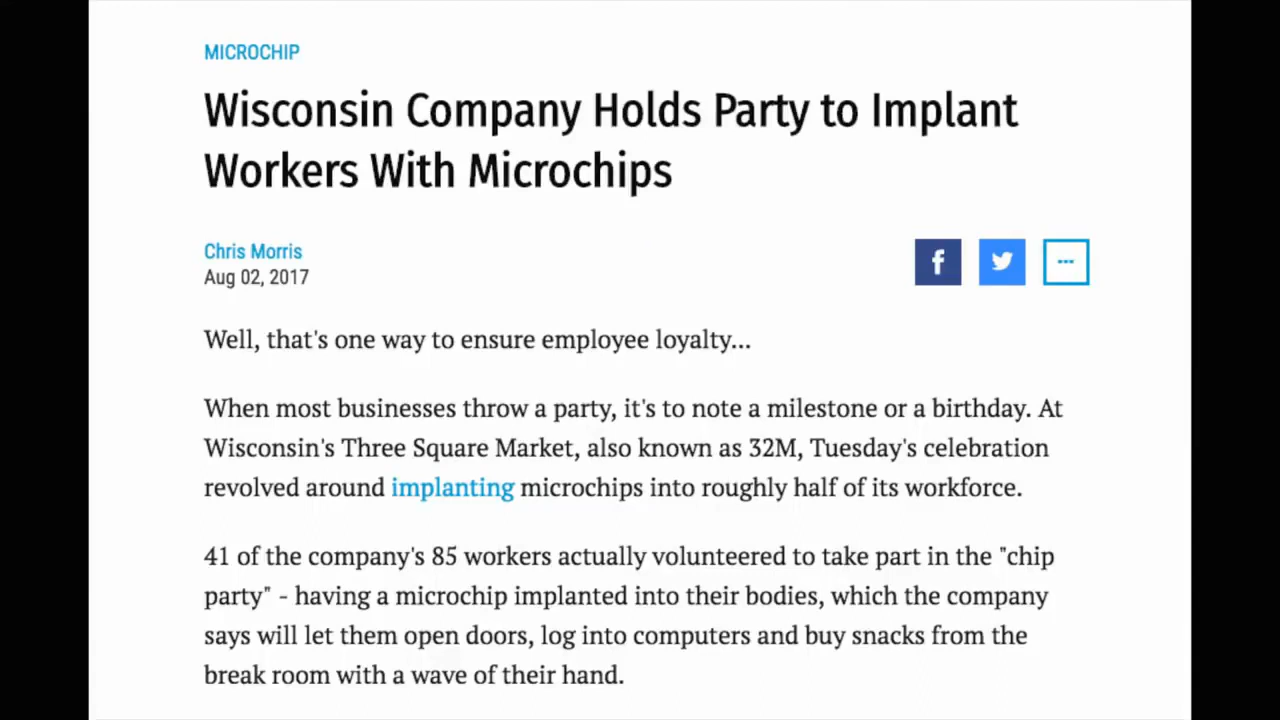 MICROCHIP
Wisconsin Company Holds Party to Implant
Workers With Microchips
Chris Morris
Aug 02, 2017
f
...
Well, that's one way to ensure employee loyalty...
When most businesses throw a party, it's to note a milestone or a birthday. At
Wisconsin's Three Square Market, also known as 32M, Tuesday's celebration
revolved around implanting microchips into roughly half of its workforce.
41 of the company's 85 workers actually volunteered to take part in the "chip
party" - having a microchip implanted into their bodies, which the company
says will let them open doors, log into computers and buy snacks from the
break room with a wave of their hand.